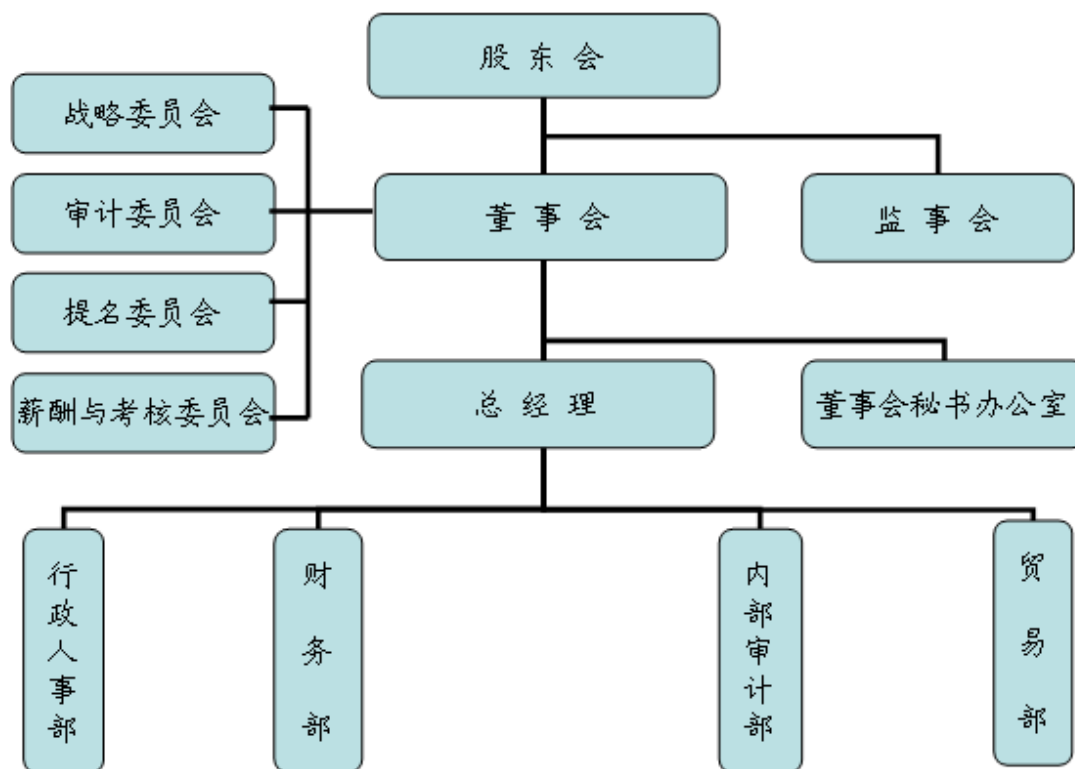 股东会
战略委员会
审计委员会
董事会
监事会
提名委员会
薪酬与考核委员会
总经理
董事会秘书办公室
行政人事部
财务部
内部审计部
贸易部